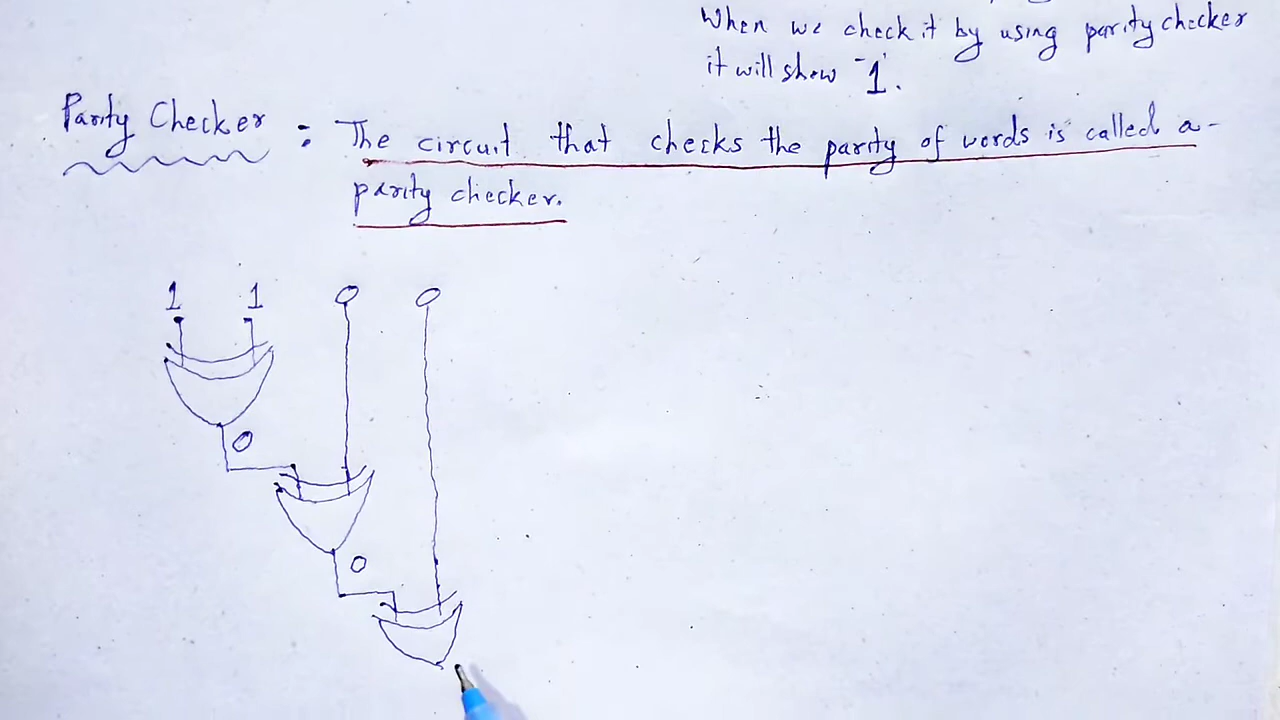 When we check it by using parity checker
it will show '1'.
Parity Checker : The circuit that checks the parity of words is called a-
parity checker.
1 1 0 0
0
0